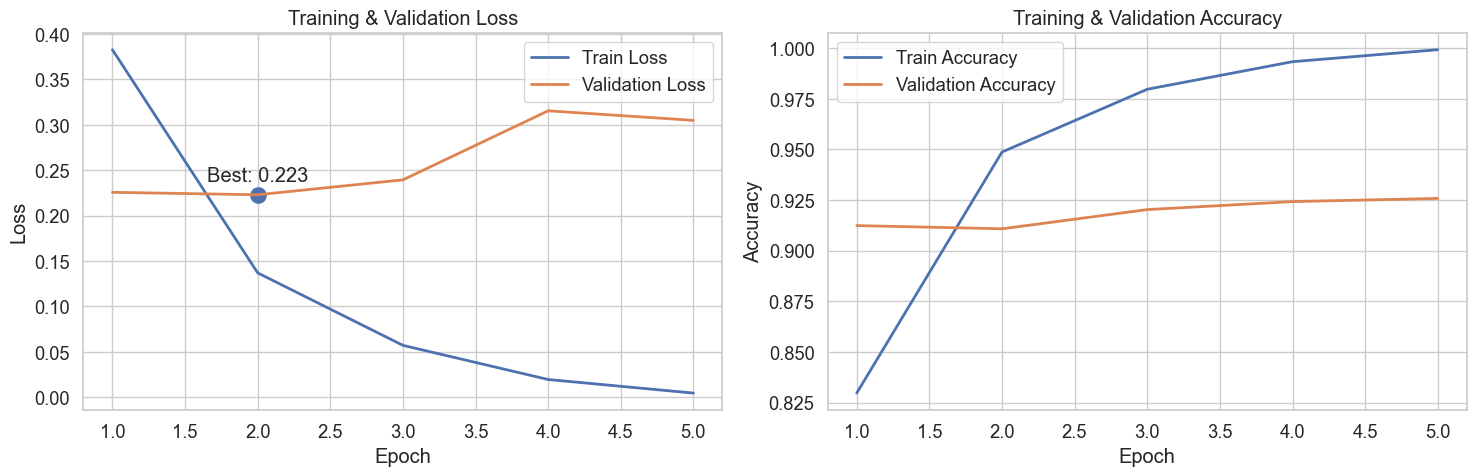 Training & Validation Loss
0.40
0.35
0.30
0.25
0.20
0.15
0.10
0.05
0.00
Loss
Train Loss
Validation Loss
Best: 0.223
1.0 1.5 2.0 2.5 3.0 3.5 4.0 4.5 5.0
Epoch
Training & Validation Accuracy
1.000
0.975
0.950
0.925
0.900
0.875
0.850
0.825
Accuracy
Train Accuracy
Validation Accuracy
1.0 1.5 2.0 2.5 3.0 3.5 4.0 4.5 5.0
Epoch